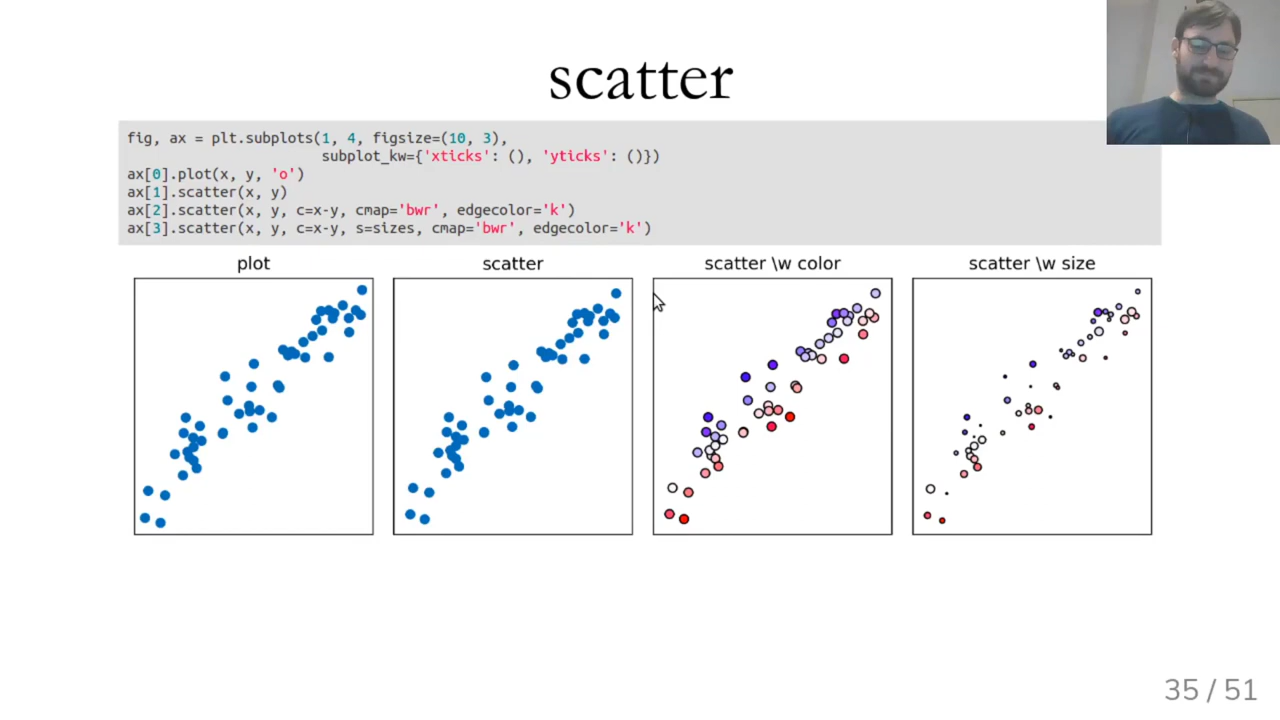 scatter
fig, ax = plt.subplots(1, 4, figsize=(10, 3),
subplot_kw={'xticks': (), 'yticks': ()})
ax[0].plot(x, y, 'o')
ax[1].scatter(x, y)
ax[2].scatter(x, y, c=x-y, cmap='bwr', edgecolor='k')
ax[3].scatter(x, y, c=x-y, s=sizes, cmap='bwr', edgecolor='k')
plot
scatter
scatter \w color
scatter \w size
35 / 51